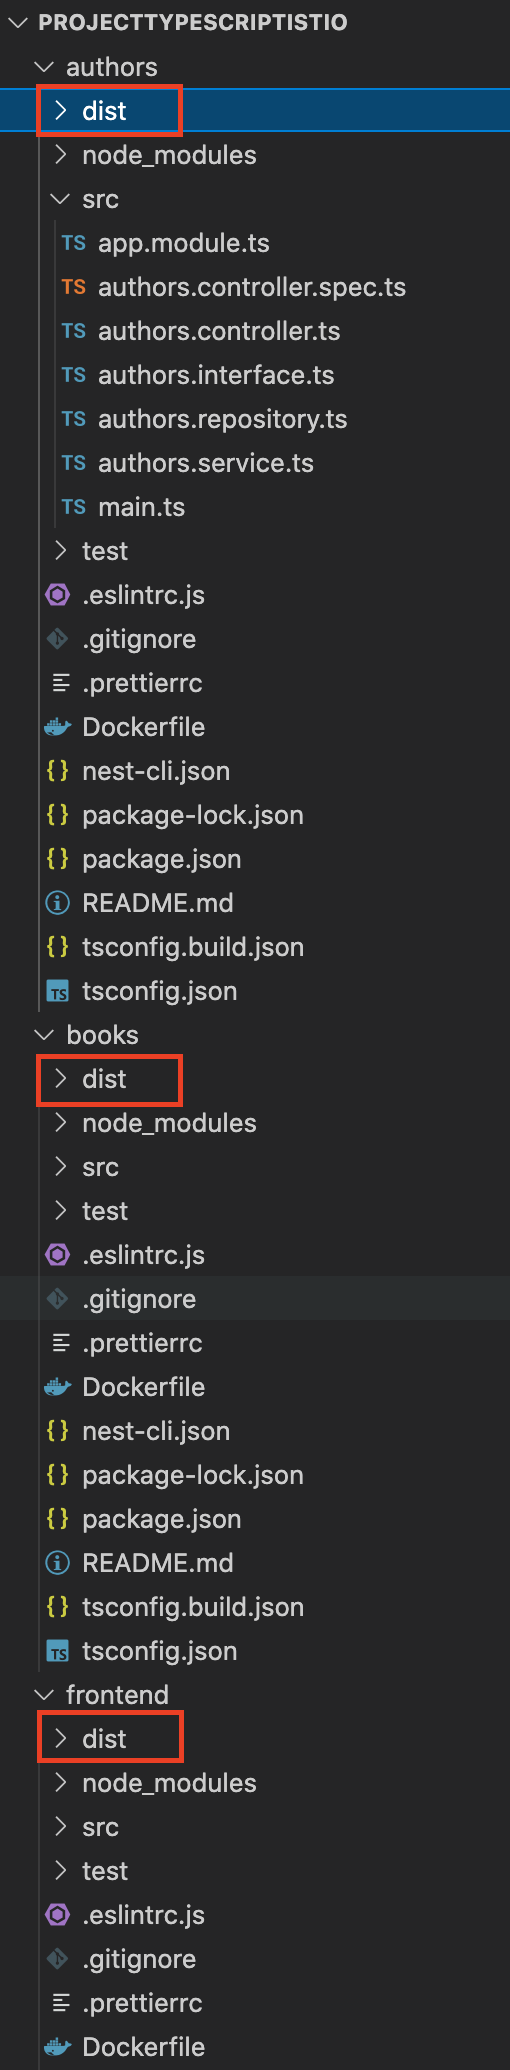 PROJECTTYPESCRIPTISTIO
authors
dist
node_modules
src
TS app.module.ts
TS authors.controller.spec.ts
TS authors.controller.ts
TS authors.interface.ts
TS authors.repository.ts
TS authors.service.ts
TS main.ts
test
.eslintrc.js
.gitignore
.prettierrc
Dockerfile
{} nest-cli.json
{} package-lock.json
{} package.json
README.md
{} tsconfig.build.json
TS tsconfig.json
books
dist
node_modules
src
test
.eslintrc.js
.gitignore
.prettierrc
Dockerfile
{} nest-cli.json
{} package-lock.json
{} package.json
README.md
{} tsconfig.build.json
TS tsconfig.json
frontend
dist
node_modules
src
test
.eslintrc.js
.gitignore
.prettierrc
Dockerfile